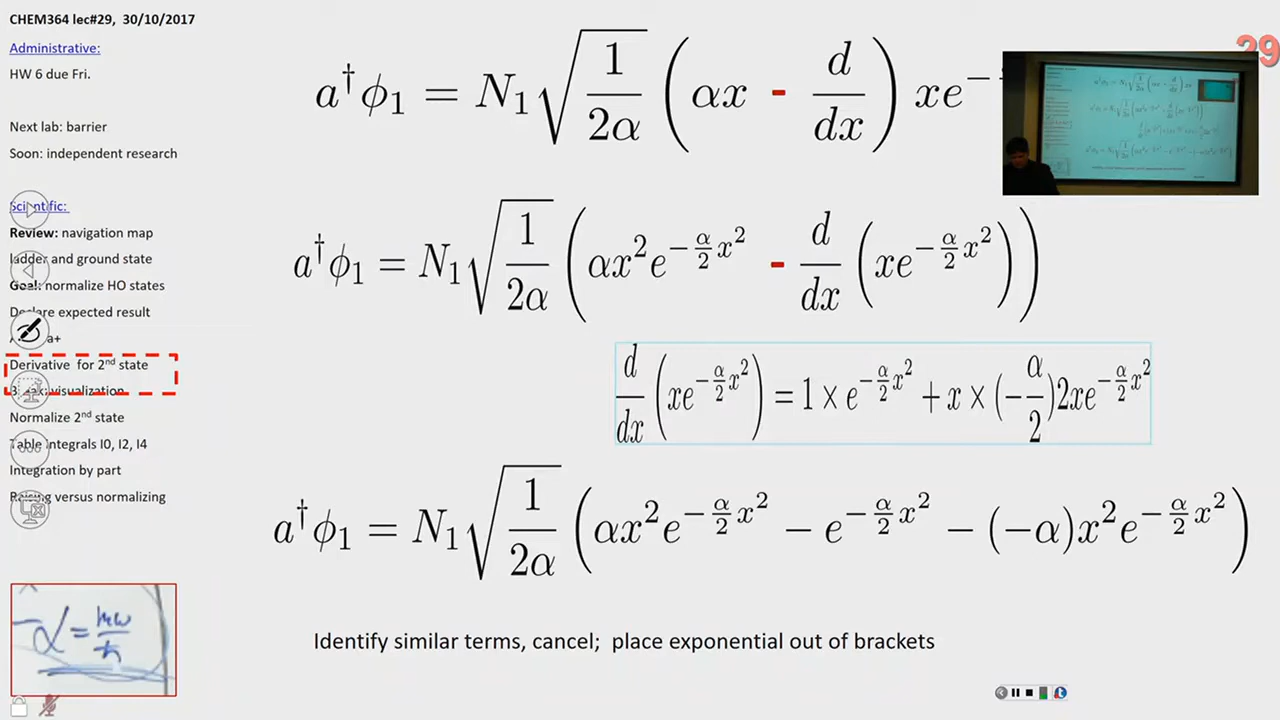 CHEM364 lec#29, 30/10/2017
Administrative:
HW 6 due Fri.
Next lab: barrier
Soon: independent research
Scientific:
Review: navigation map
ladder and ground state
Goal: normalize HO states
Declare expected result
a+
Derivative for 2nd state
visualization
Normalize 2nd state
Table integrals I0, I2, I4
Integration by part
Raising versus normalizing
α = mω/ħ
29
a†ϕ₁ = N₁√(1/2α) (αx - d/dx) xe^−
a†ϕ₁ = N₁√(1/2α) (αx²e^(−α/2 x²) - d/dx (xe^(−α/2 x²)))
d/dx (xe^(−α/2 x²)) = 1 × e^(−α/2 x²) + x × (−α/2)2xe^(−α/2 x²)
a†ϕ₁ = N₁√(1/2α) (αx²e^(−α/2 x²) − e^(−α/2 x²) − (−α)x²e^(−α/2 x²))
Identify similar terms, cancel; place exponential out of brackets